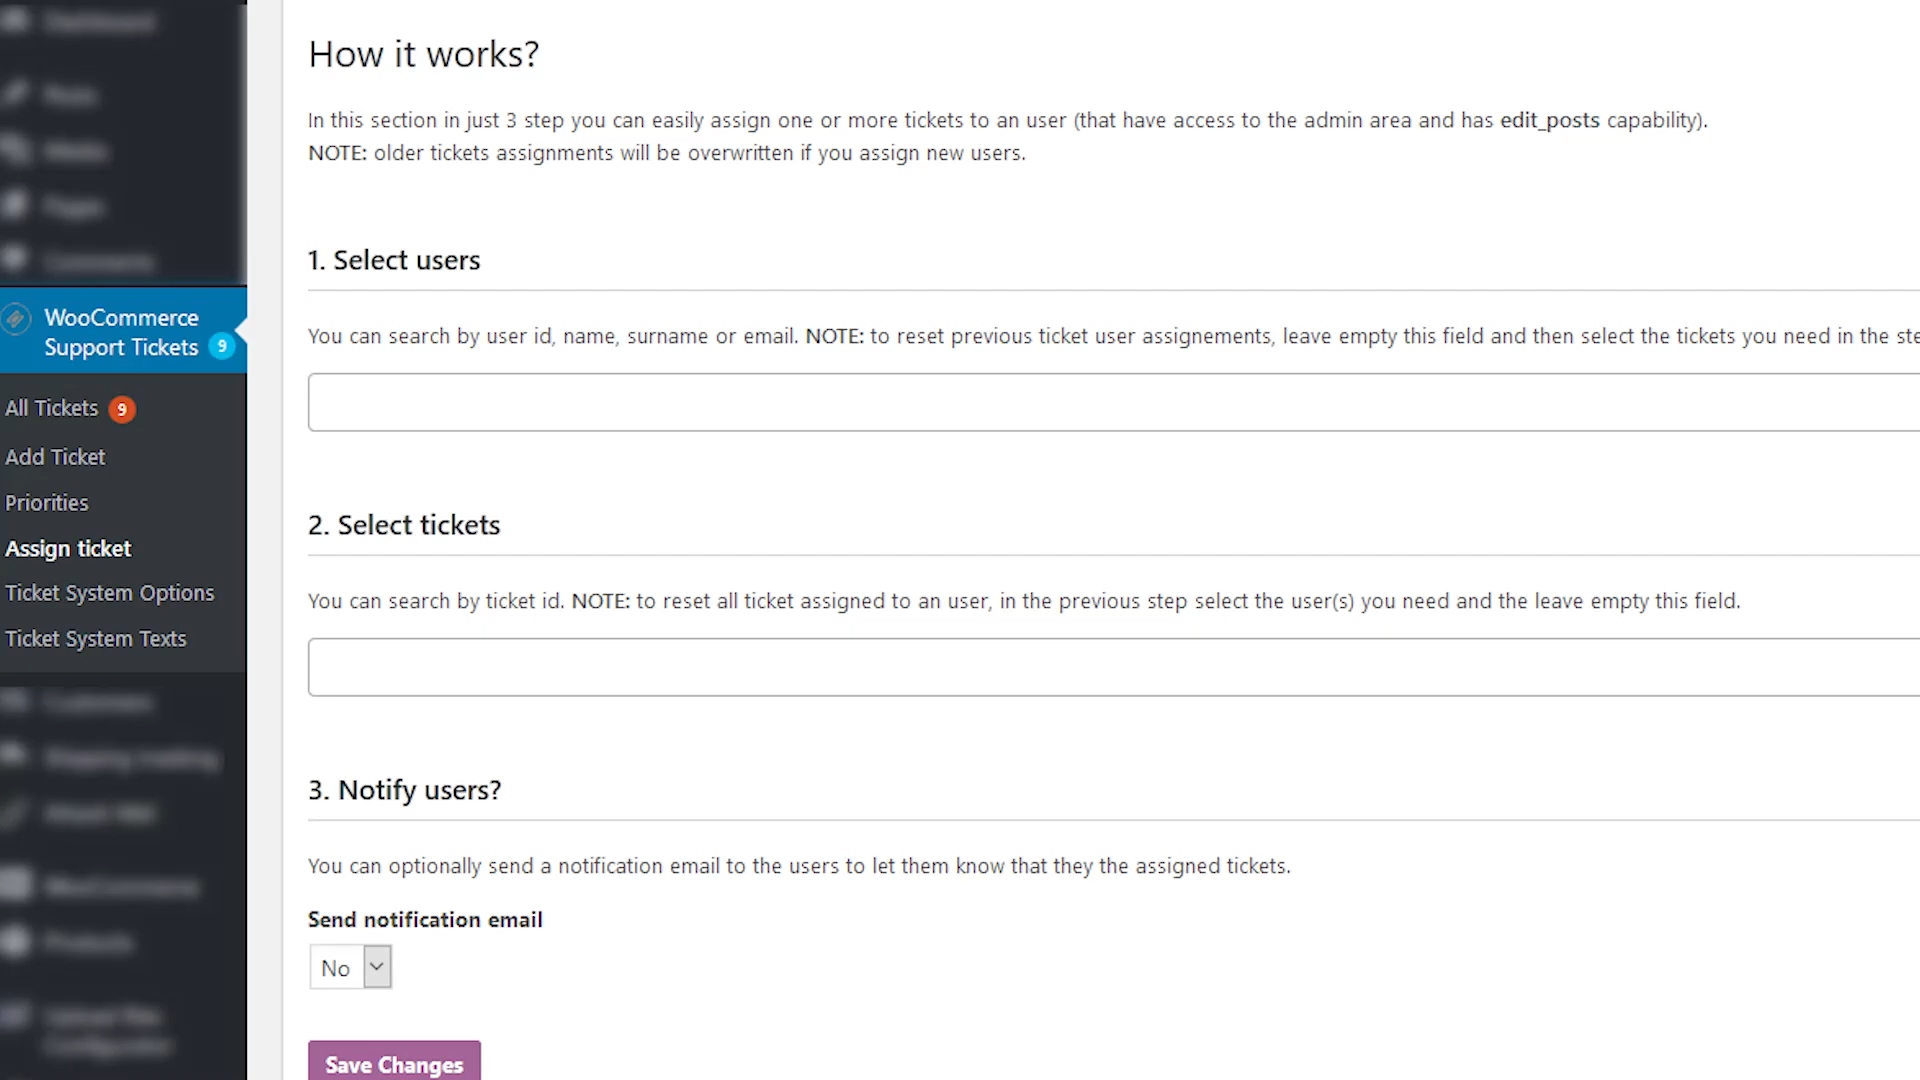 Dashboard
Posts
Media
Pages
Comments
WooCommerce
Support Tickets 9
All Tickets 9
Add Ticket
Priorities
Assign ticket
Ticket System Options
Ticket System Texts
Customers
WooCommerce
Products
How it works?
In this section in just 3 step you can easily assign one or more tickets to an user (that have access to the admin area and has edit_posts capability).
NOTE: older tickets assignments will be overwritten if you assign new users.
1. Select users
You can search by user id, name, surname or email. NOTE: to reset previous ticket user assignements, leave empty this field and then select the tickets you need in the ste
2. Select tickets
You can search by ticket id. NOTE: to reset all ticket assigned to an user, in the previous step select the user(s) you need and the leave empty this field.
3. Notify users?
You can optionally send a notification email to the users to let them know that they the assigned tickets.
Send notification email
No
Save Changes